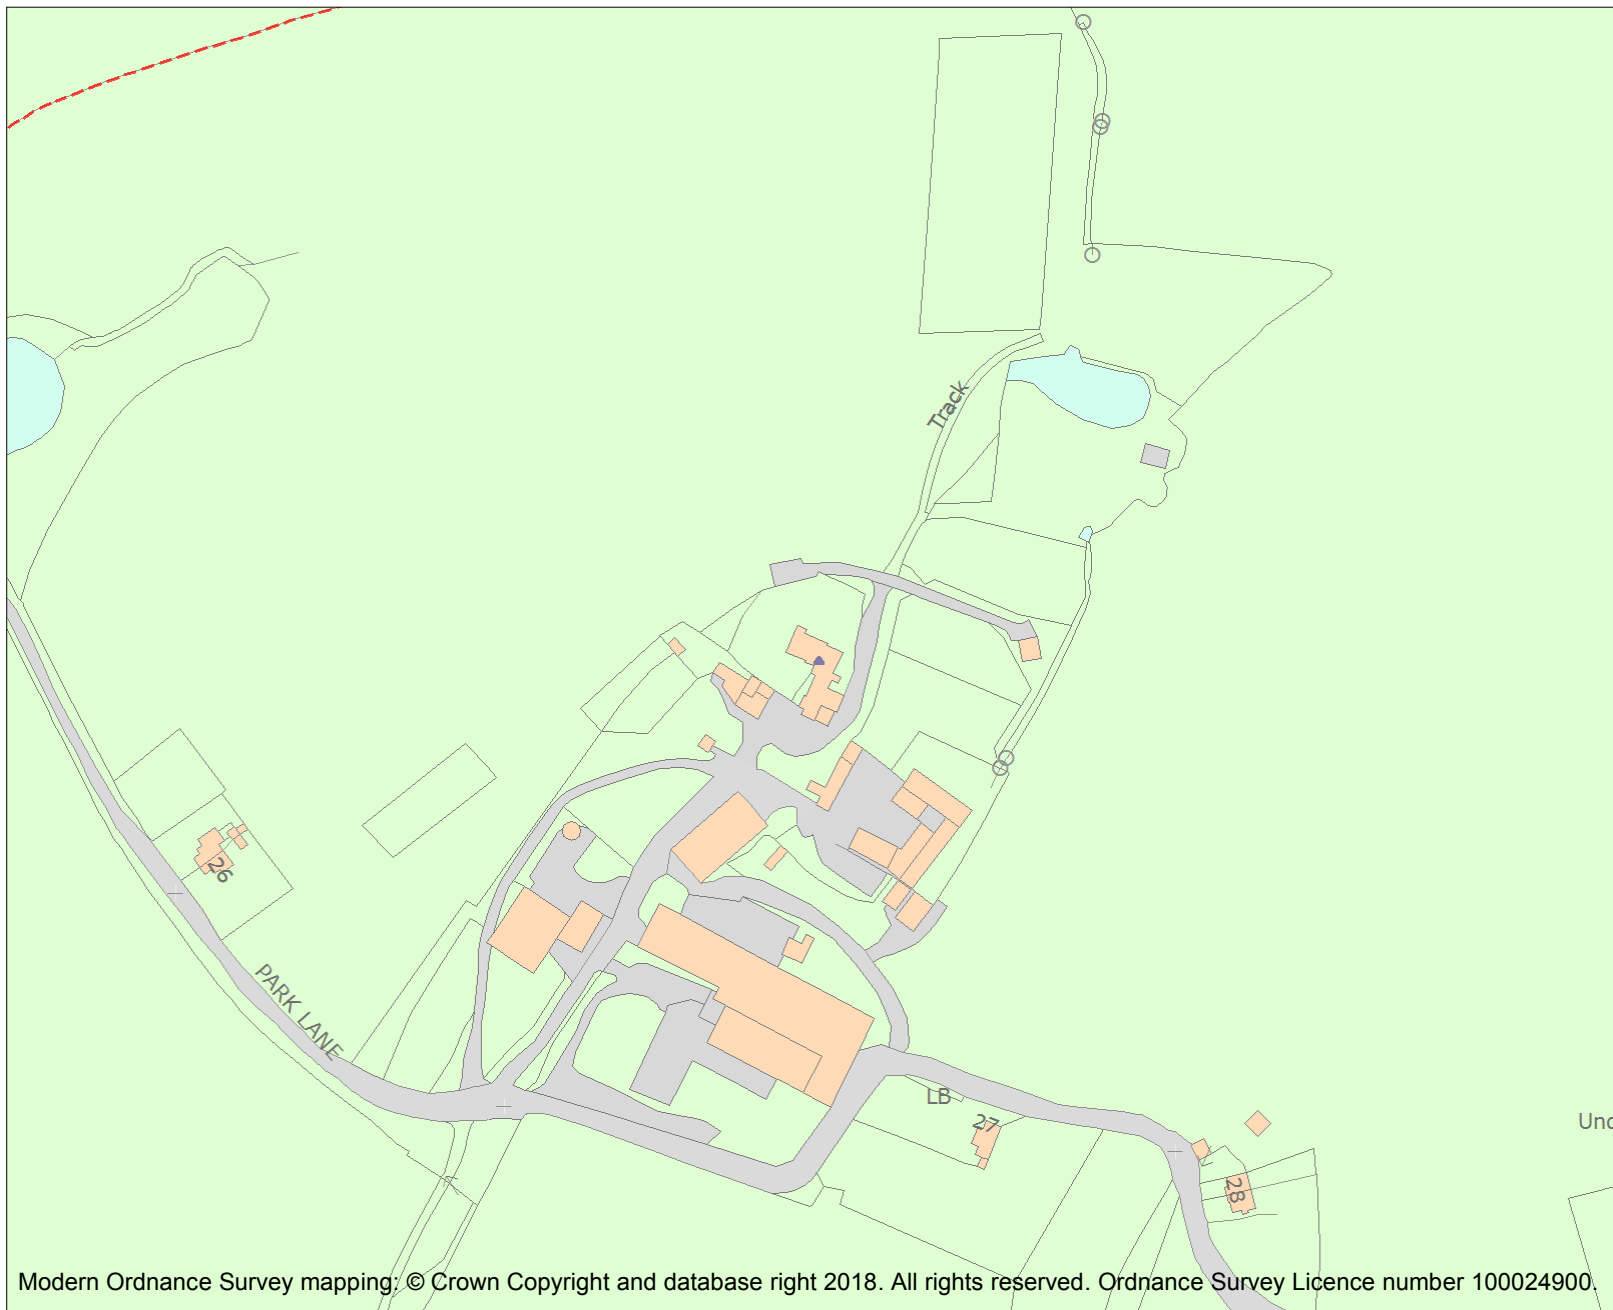 Track
26
PARK LANE
LB
27
Und
28
Modern Ordnance Survey mapping: © Crown Copyright and database right 2018. All rights reserved. Ordnance Survey Licence number 100024900.